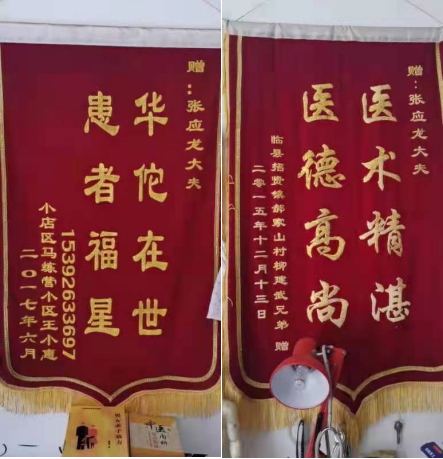 赠：张应龙大夫
华佗在世
患者福星
15392633697
小店区马练营小区王小惠
二〇一七年六月
赠：张应龙大夫
医术精湛
医德高尚
临县招贤镇郝家山村柳建武兄弟 赠
二零一五年十二月十三日